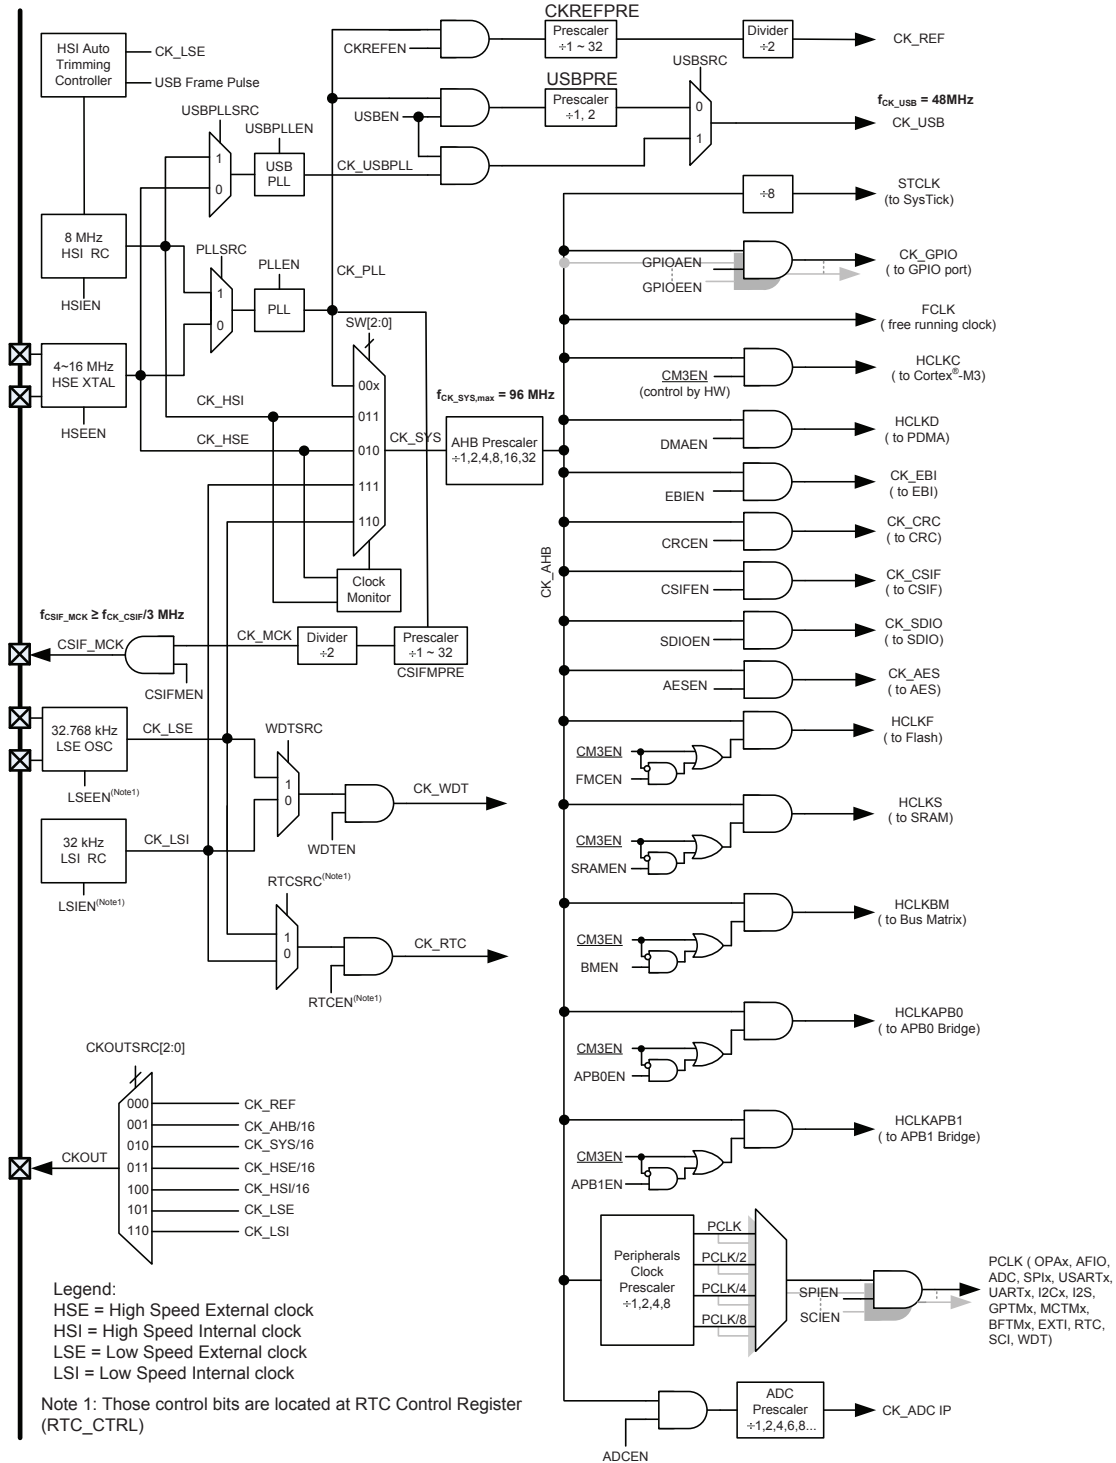 CKREFPRE
HSI Auto
Trimming
Controller
CK_LSE
USB Frame Pulse
CKREFEN
Prescaler
÷1 ~ 32
Divider
÷2
CK_REF
USBPRE
USBSRC
USBEN
Prescaler
÷1, 2
0
1
fCK_USB = 48MHz
CK_USB
USBPLLSRC
USBPLLEN
1
0
USB
PLL
CK_USBPLL
÷8
STCLK
(to SysTick)
8 MHz
HSI RC
HSIEN
PLLSRC
PLLEN
1
0
PLL
CK_PLL
GPIOAEN
GPIOEEN
CK_GPIO
( to GPIO port)
SW[2:0]
FCLK
( free running clock)
4~16 MHz
HSE XTAL
HSEEN
CK_HSI
CK_HSE
00x
011
010
111
110
CK_SYS
fCK_SYS,max = 96 MHz
AHB Prescaler
÷1,2,4,8,16,32
CM3EN
(control by HW)
HCLKC
( to Cortex®-M3)
DMAEN
HCLKD
( to PDMA)
EBIEN
CK_EBI
( to EBI)
CRCEN
CK_CRC
( to CRC)
CK_AHB
Clock
Monitor
CSIFEN
CK_CSIF
( to CSIF)
fCSIF_MCK ≥ fCK_CSIF/3 MHz
CSIF_MCK
CSIFMEN
CK_MCK
Divider
÷2
Prescaler
÷1 ~ 32
CSIFMPRE
SDIOEN
CK_SDIO
( to SDIO)
AESEN
CK_AES
( to AES)
32.768 kHz
LSE OSC
CK_LSE
LSEEN(Note1)
WDTSRC
1
0
CK_WDT
WDTEN
CM3EN
FMCEN
HCLKF
( to Flash)
32 kHz
LSI RC
CK_LSI
LSIEN(Note1)
CM3EN
SRAMEN
HCLKS
( to SRAM)
RTCSRC(Note1)
1
0
CK_RTC
RTCEN(Note1)
CM3EN
BMEN
HCLKBM
( to Bus Matrix)
CM3EN
APB0EN
HCLKAPB0
( to APB0 Bridge)
CKOUTSRC[2:0]
CKOUT
000 CK_REF
001 CK_AHB/16
010 CK_SYS/16
011 CK_HSE/16
100 CK_HSI/16
101 CK_LSE
110 CK_LSI
CM3EN
APB1EN
HCLKAPB1
( to APB1 Bridge)
Peripherals
Clock
Prescaler
÷1,2,4,8
PCLK
PCLK/2
PCLK/4
PCLK/8
SPIEN
SCIEN
PCLK ( OPAx, AFIO,
ADC, SPIx, USARTx,
UARTx, I2Cx, I2S,
GPTMx, MCTMx,
BFTMx, EXTI, RTC,
SCI, WDT)
Legend:
HSE = High Speed External clock
HSI = High Speed Internal clock
LSE = Low Speed External clock
LSI = Low Speed Internal clock
Note 1: Those control bits are located at RTC Control Register
(RTC_CTRL)
ADCEN
ADC
Prescaler
÷1,2,4,6,8...
CK_ADC IP